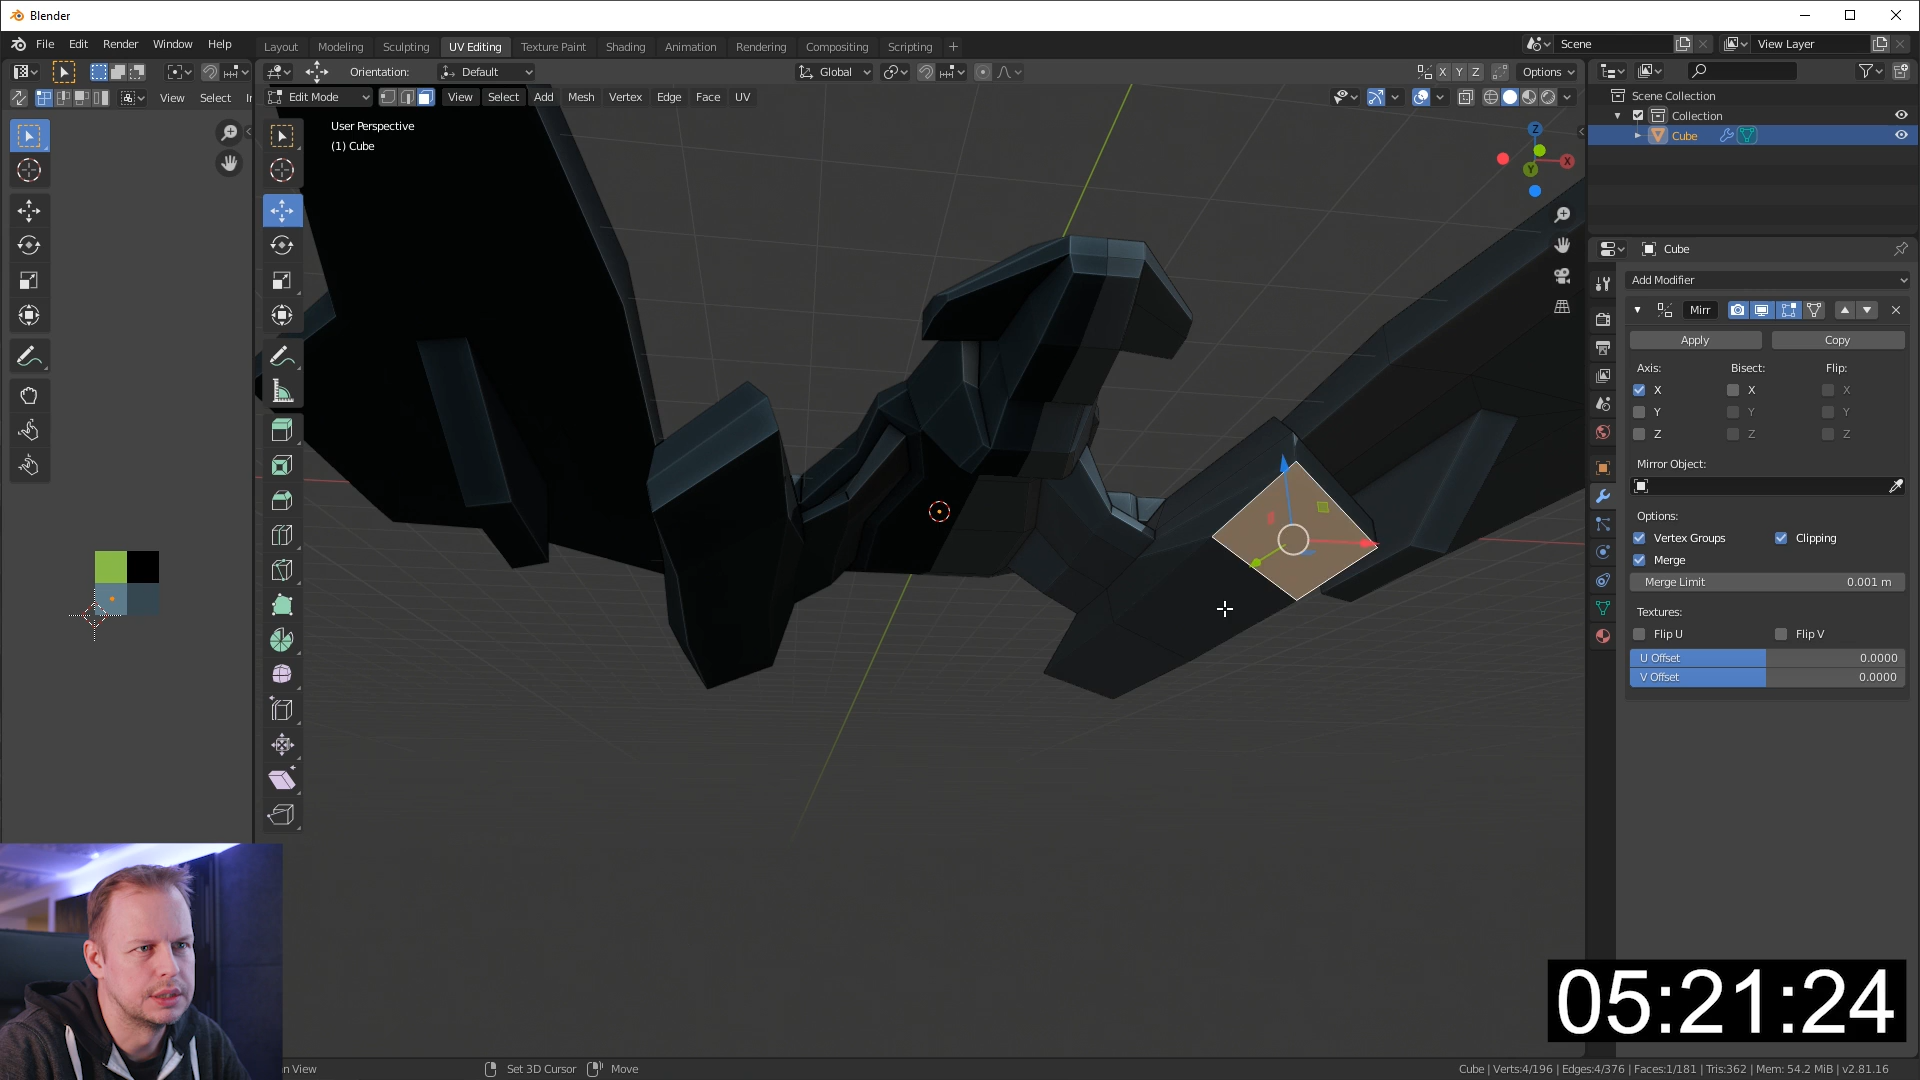 Blender
File Edit Render Window Help
Layout Modeling Sculpting UV Editing Texture Paint Shading Animation Rendering Compositing Scripting +
Scene
View Layer
Orientation: Default
Global
X Y Z
Options
View Select
Edit Mode
View Select Add Mesh Vertex Edge Face UV
User Perspective
(1) Cube
Z
X
Y
Scene Collection
Collection
Cube
Cube
Add Modifier
Mirr
Apply Copy
Axis: Bisect: Flip:
X X X
Y Y Y
Z Z Z
Mirror Object:
Options:
Vertex Groups Clipping
Merge
Merge Limit 0.001 m
Textures:
Flip U Flip V
U Offset 0.0000
V Offset 0.0000
05:21:24
n View
Set 3D Cursor
Move
Cube | Verts:4/196 | Edges:4/376 | Faces:1/181 | Tris:362 | Mem: 54.2 MiB | v2.81.16